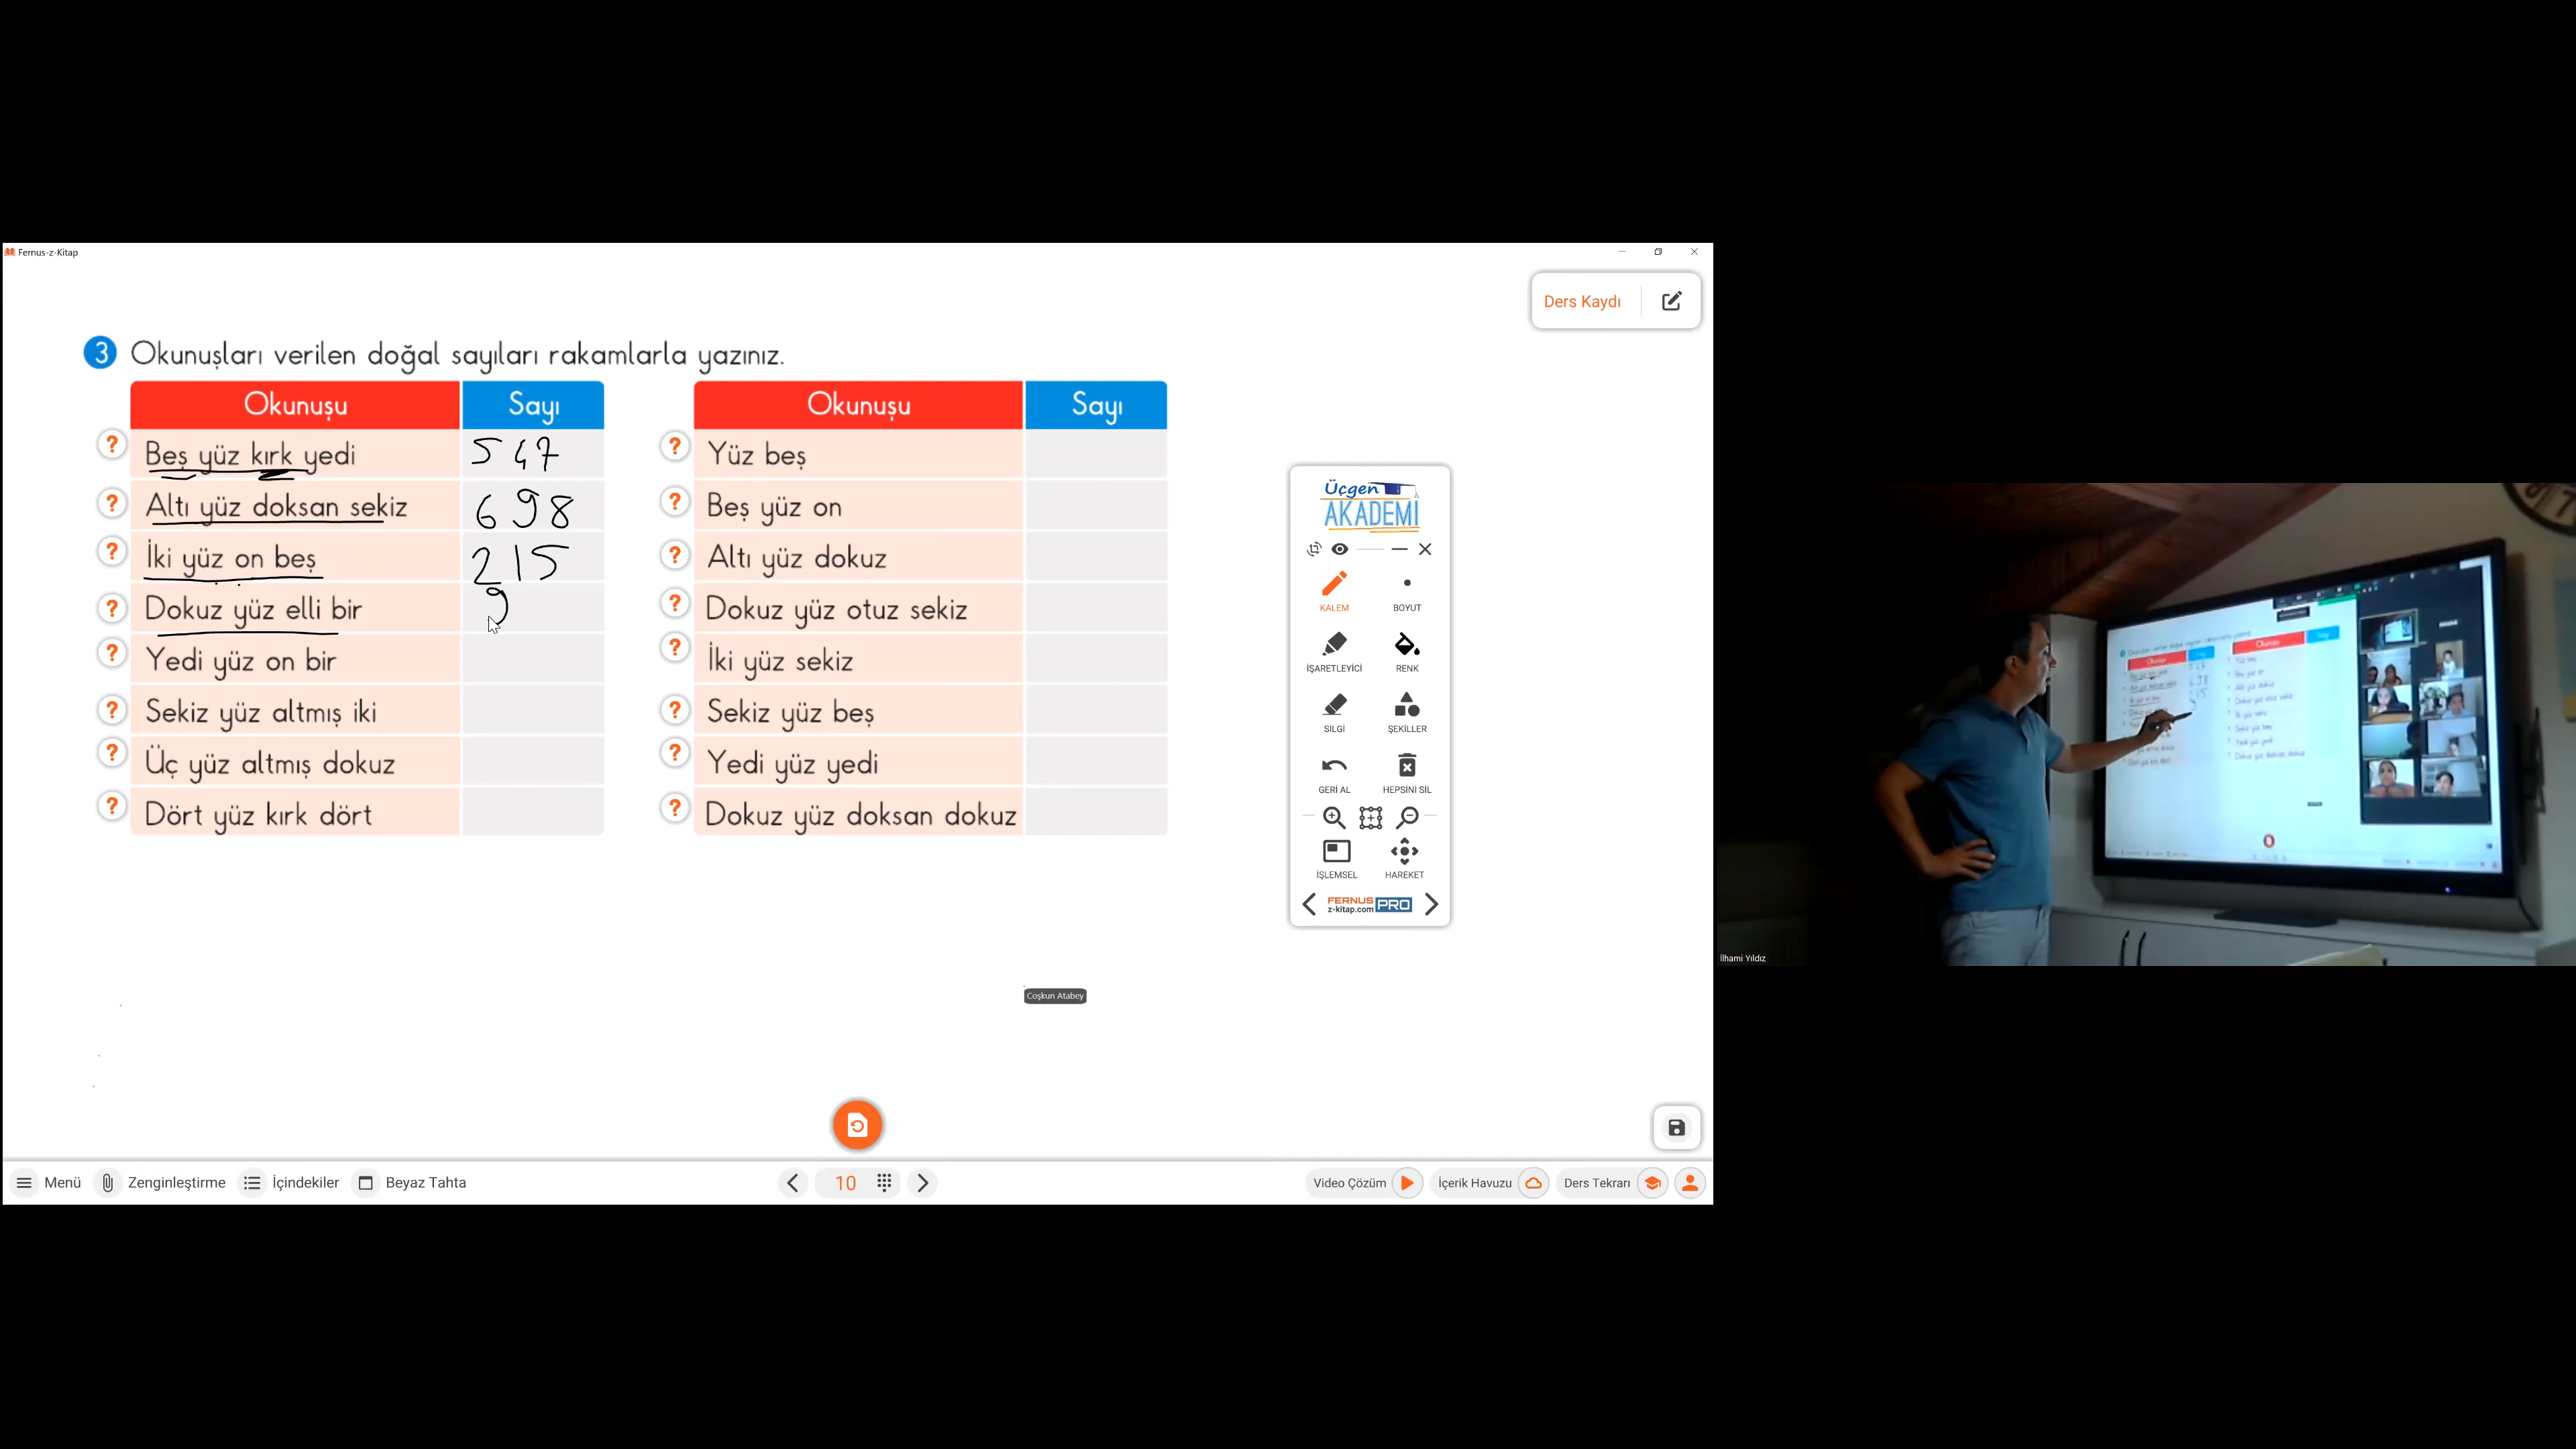 Fernus-z-Kitap
Ders Kaydı
3 Okunuşları verilen doğal sayıları rakamlarla yazınız.
Okunuşu Sayı
Beş yüz kırk yedi 547
Altı yüz doksan sekiz 698
İki yüz on beş 215
Dokuz yüz elli bir 9
Yedi yüz on bir
Sekiz yüz altmış iki
Üç yüz altmış dokuz
Dört yüz kırk dört
Okunuşu Sayı
Yüz beş
Beş yüz on
Altı yüz dokuz
Dokuz yüz otuz sekiz
İki yüz sekiz
Sekiz yüz beş
Yedi yüz yedi
Dokuz yüz doksan dokuz
Üçgen
AKADEMİ
KALEM BOYUT
İŞARETLEYİCİ RENK
SİLGİ ŞEKİLLER
GERİ AL HEPSİNİ SİL
İŞLEMSEL HAREKET
FERNUS
z-kitap.com PRO
İlhami Yıldız
Coşkun Atabey
Menü Zenginleştirme İçindekiler Beyaz Tahta 10 Video Çözüm İçerik Havuzu Ders Tekrarı